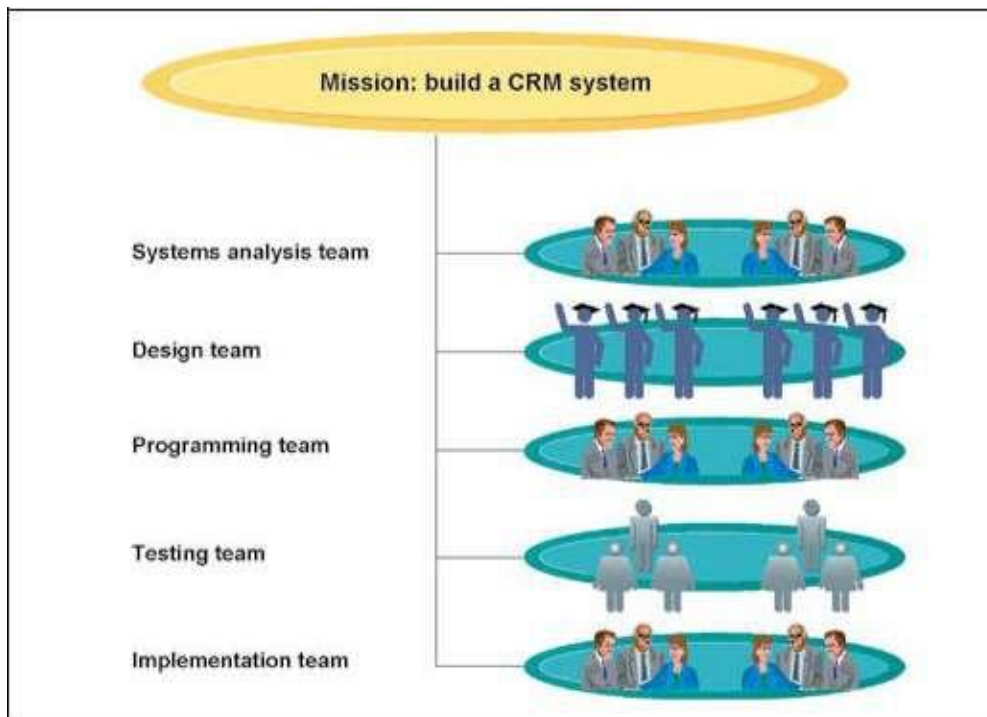 Mission: build a CRM system
Systems analysis team
Design team
Programming team
Testing team
Implementation team